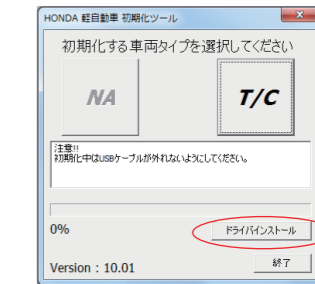 HONDA 軽自動車 初期化ツール
初期化する車両タイプを選択してください
NA
T/C
注意!!
初期化中はUSBケーブルが外れないようにしてください。
0%
ドライバインストール
Version : 10.01
終了